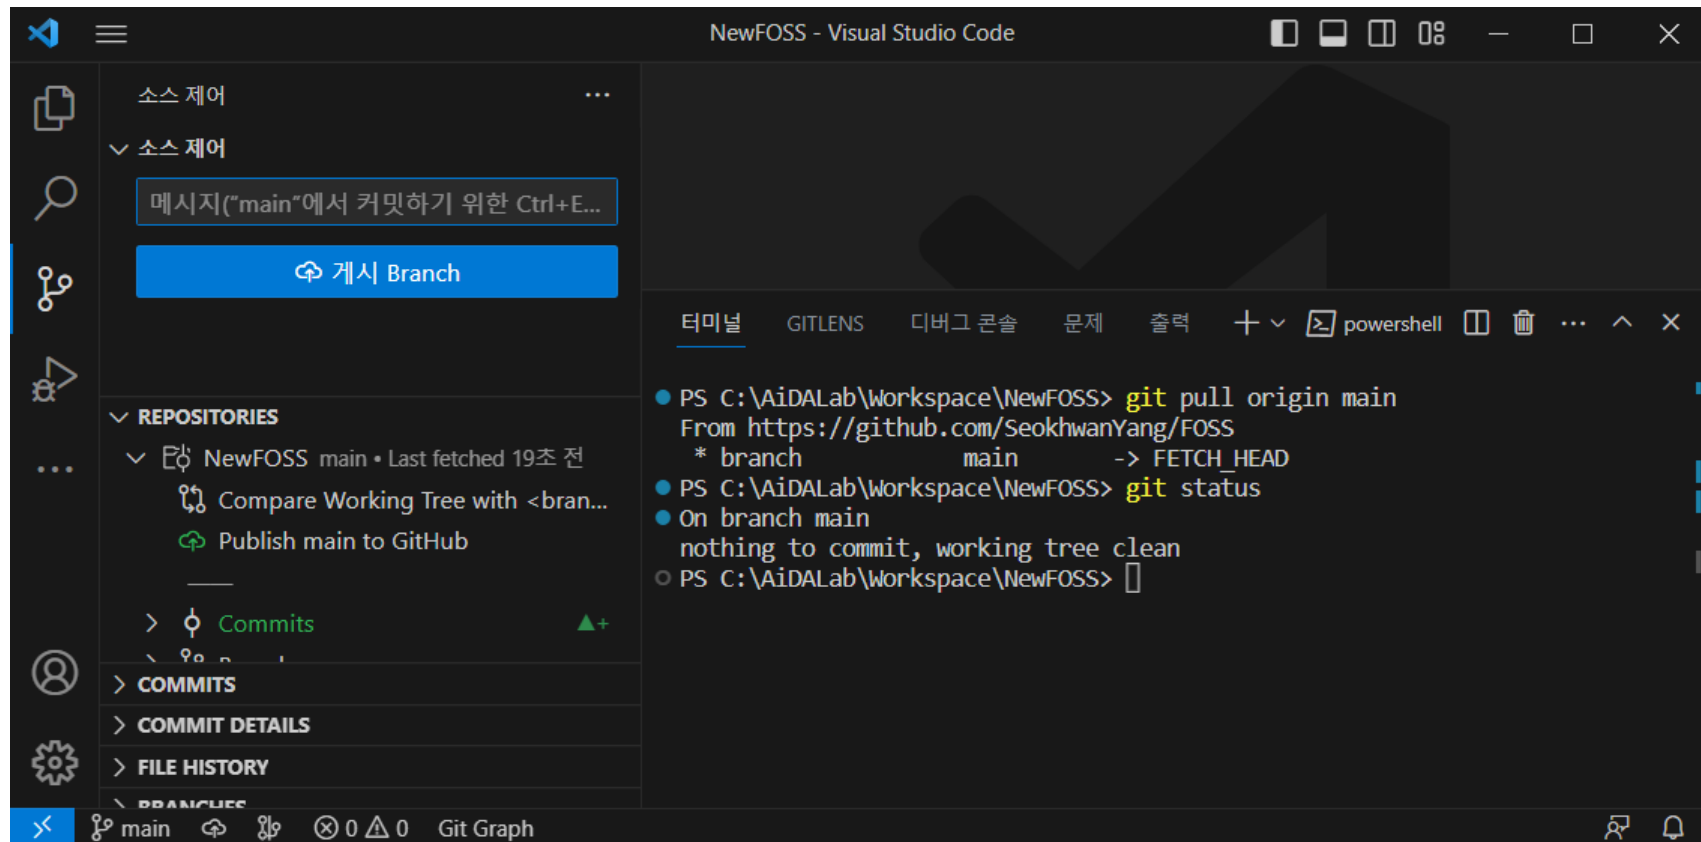 NewFOSS - Visual Studio Code
소스 제어
소스 제어
메시지("main"에서 커밋하기 위한 Ctrl+E...
게시 Branch
REPOSITORIES
NewFOSS main • Last fetched 19초 전
Compare Working Tree with <bran...
Publish main to GitHub
Commits
COMMITS
COMMIT DETAILS
FILE HISTORY
BRANCHES
터미널 GITLENS 디버그 콘솔 문제 출력 powershell
PS C:\AiDALab\Workspace\NewFOSS> git pull origin main
From https://github.com/SeokhwanYang/FOSS
* branch main -> FETCH_HEAD
PS C:\AiDALab\Workspace\NewFOSS> git status
On branch main
nothing to commit, working tree clean
PS C:\AiDALab\Workspace\NewFOSS>
main 0 0 Git Graph